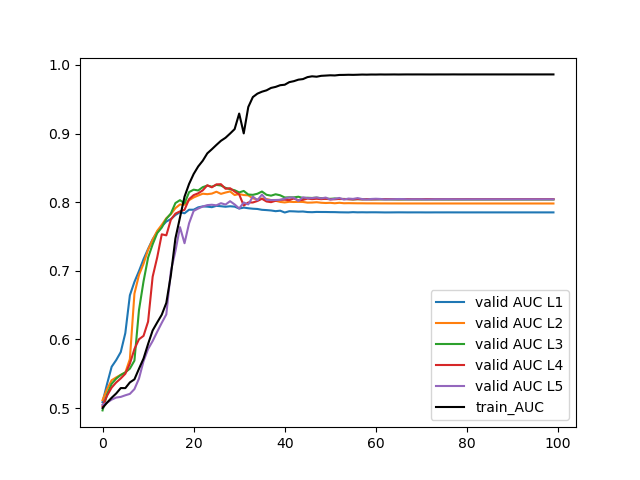 1.0
0.9
0.8
0.7
0.6
0.5
0 20 40 60 80 100
valid AUC L1
valid AUC L2
valid AUC L3
valid AUC L4
valid AUC L5
train_AUC